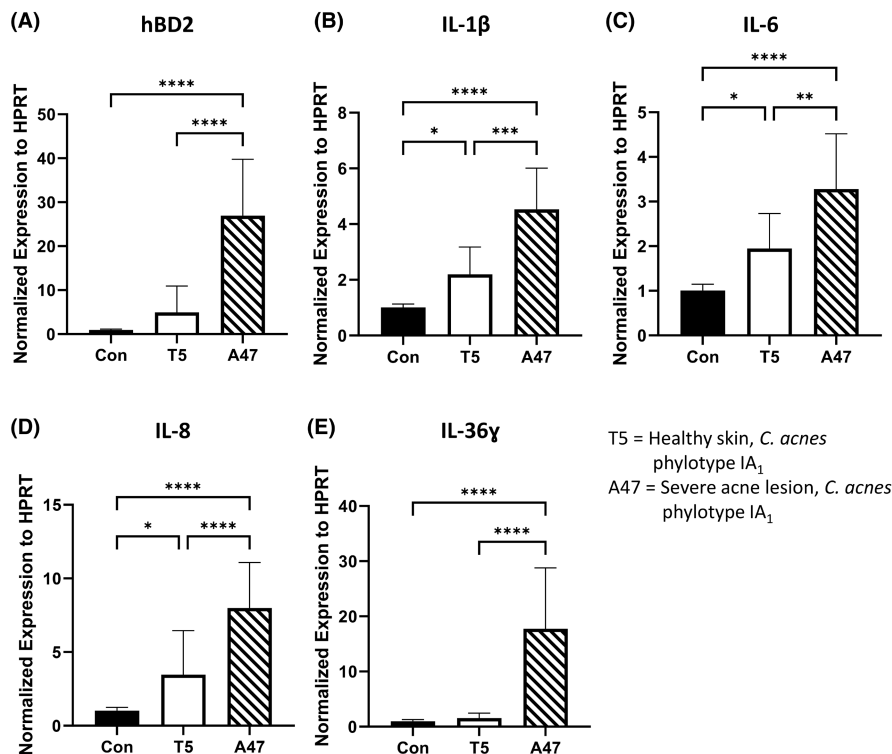 (A)
hBD2
Normalized Expression to HPRT
50
40
30
20
10
0
****
****
Con T5 A47
(B)
IL-1β
Normalized Expression to HPRT
8
6
4
2
0
****
* ***
Con T5 A47
(C)
IL-6
Normalized Expression to HPRT
5
4
3
2
1
0
****
* **
Con T5 A47
(D)
IL-8
Normalized Expression to HPRT
15
10
5
0
****
* ****
Con T5 A47
(E)
IL-36ɣ
Normalized Expression to HPRT
40
30
20
10
0
****
****
Con T5 A47
T5 = Healthy skin, C. acnes
phylotype IA₁
A47 = Severe acne lesion, C. acnes
phylotype IA₁